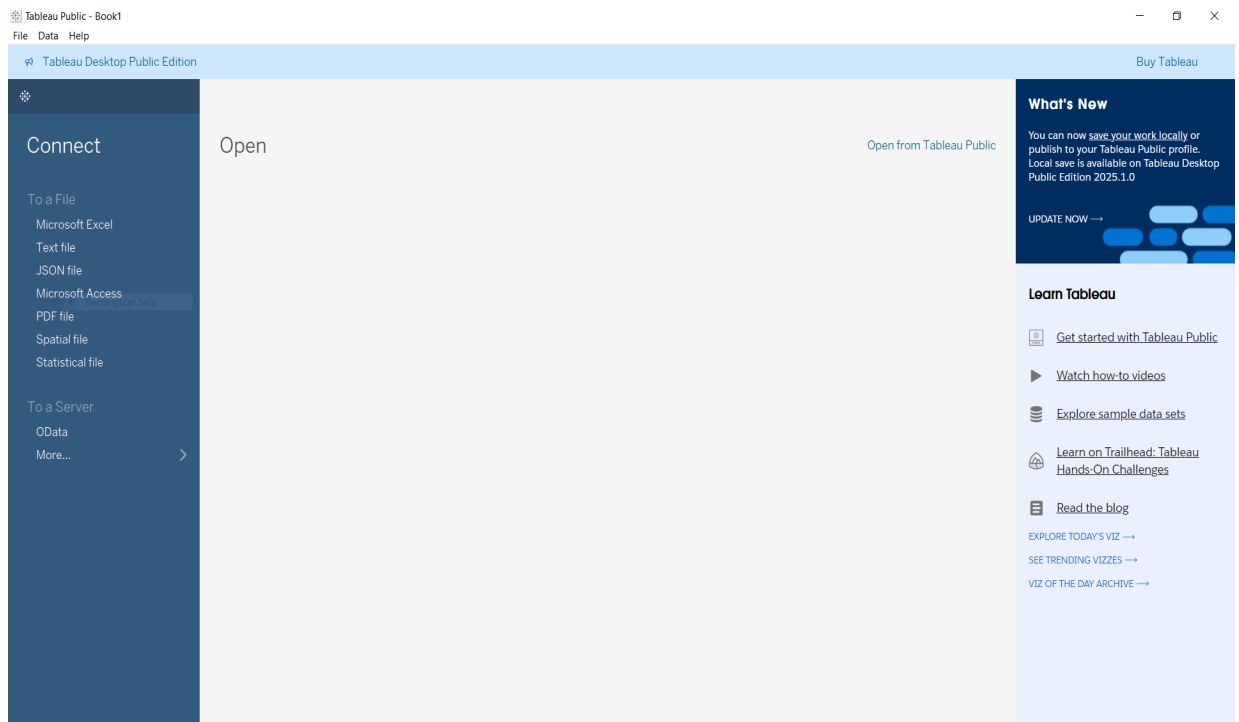 Tableau Public - Book1
File Data Help
Tableau Desktop Public Edition
Buy Tableau
Connect
To a File
Microsoft Excel
Text file
JSON file
Microsoft Access
Rectangular Snip
PDF file
Spatial file
Statistical file
To a Server
OData
More...
Open
Open from Tableau Public
What's New
You can now save your work locally or
publish to your Tableau Public profile.
Local save is available on Tableau Desktop
Public Edition 2025.1.0
UPDATE NOW →
Learn Tableau
Get started with Tableau Public
Watch how-to videos
Explore sample data sets
Learn on Trailhead: Tableau
Hands-On Challenges
Read the blog
EXPLORE TODAY'S VIZ →
SEE TRENDING VIZZES →
VIZ OF THE DAY ARCHIVE →